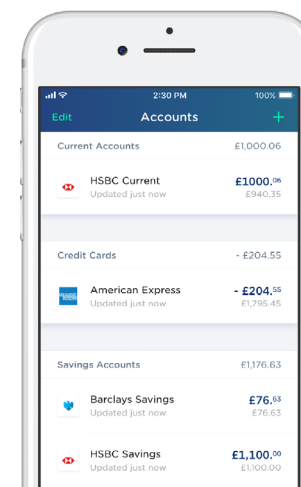 2:30 PM 100%
Edit Accounts +
Current Accounts £1,000.06
HSBC Current £1000.06
Updated just now £940.35
Credit Cards - £204.55
American Express - £204.55
Updated just now £1,795.45
Savings Accounts £1,176.63
Barclays Savings £76.63
Updated just now £76.63
HSBC Savings £1,100.00
Updated just now £1,100.00